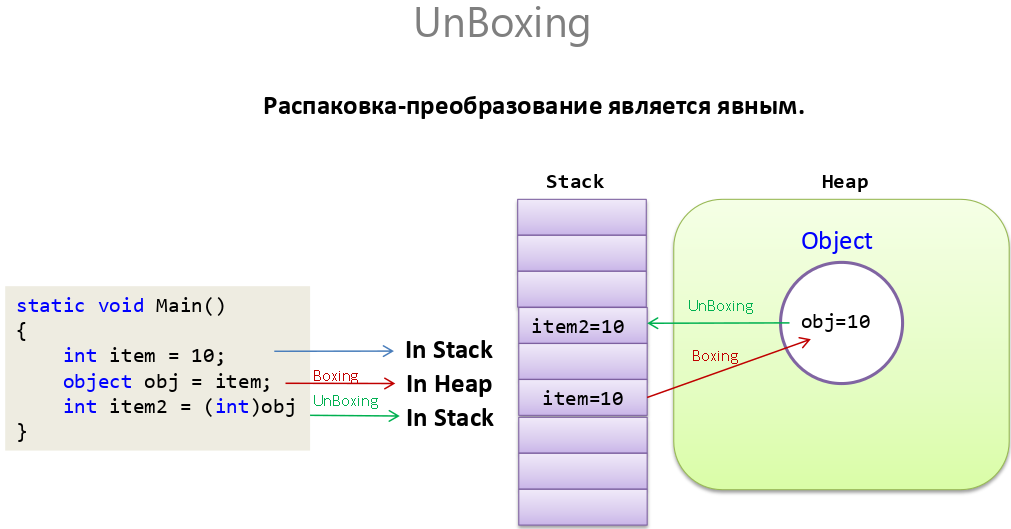 UnBoxing
Распаковка-преобразование является явным.
Stack
Heap
Object
item2=10
item=10
UnBoxing
obj=10
Boxing
static void Main()
{
int item = 10;
object obj = item;
int item2 = (int)obj
}
In Stack
Boxing
In Heap
UnBoxing
In Stack